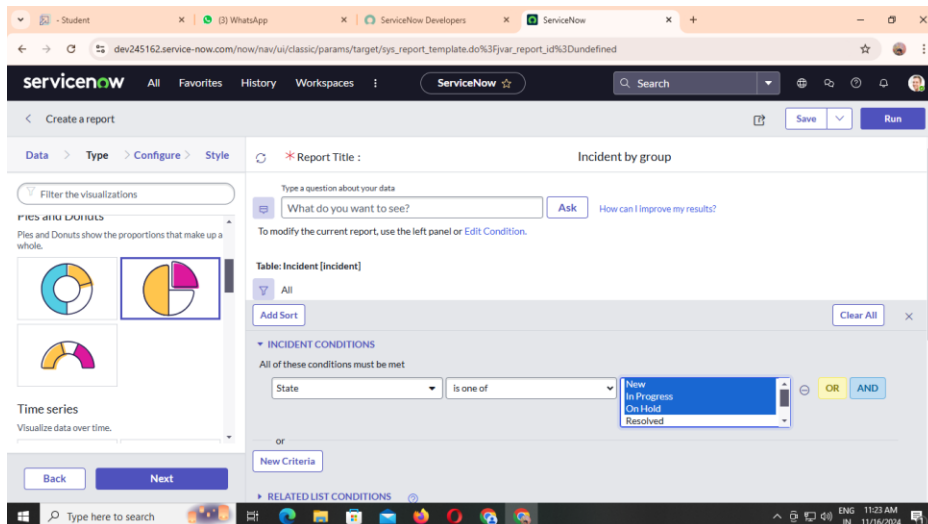 - Student
(3) WhatsApp
ServiceNow Developers
ServiceNow
dev245162.service-now.com/now/nav/ui/classic/params/target/sys_report_template.do%3Fjvar_report_id%3Dundefined
servicenow All Favorites History Workspaces ServiceNow Search
Create a report Save Run
Data Type Configure Style
Report Title : Incident by group
Filter the visualizations
Pies and Donuts
Pies and Donuts show the proportions that make up a
whole.
Time series
Visualize data over time.
Back Next
Type a question about your data
What do you want to see? Ask How can I improve my results?
To modify the current report, use the left panel or Edit Condition.
Table: Incident [incident]
All
Add Sort Clear All
INCIDENT CONDITIONS
All of these conditions must be met
State is one of
New
In Progress
On Hold
Resolved
OR AND
or
New Criteria
RELATED LIST CONDITIONS
Type here to search
ENG 11:23 AM
IN 11/16/2024